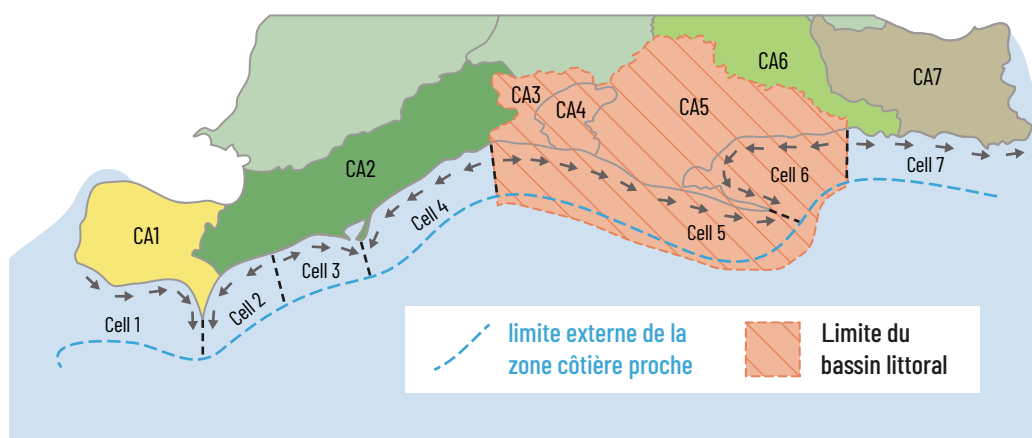 CA6
CA7
CA3
CA4
CA5
CA2
CA1
Cell 7
Cell 6
Cell 4
Cell 5
Cell 3
Cell 2
Cell 1
limite externe de la
zone côtière proche
Limite du
bassin littoral